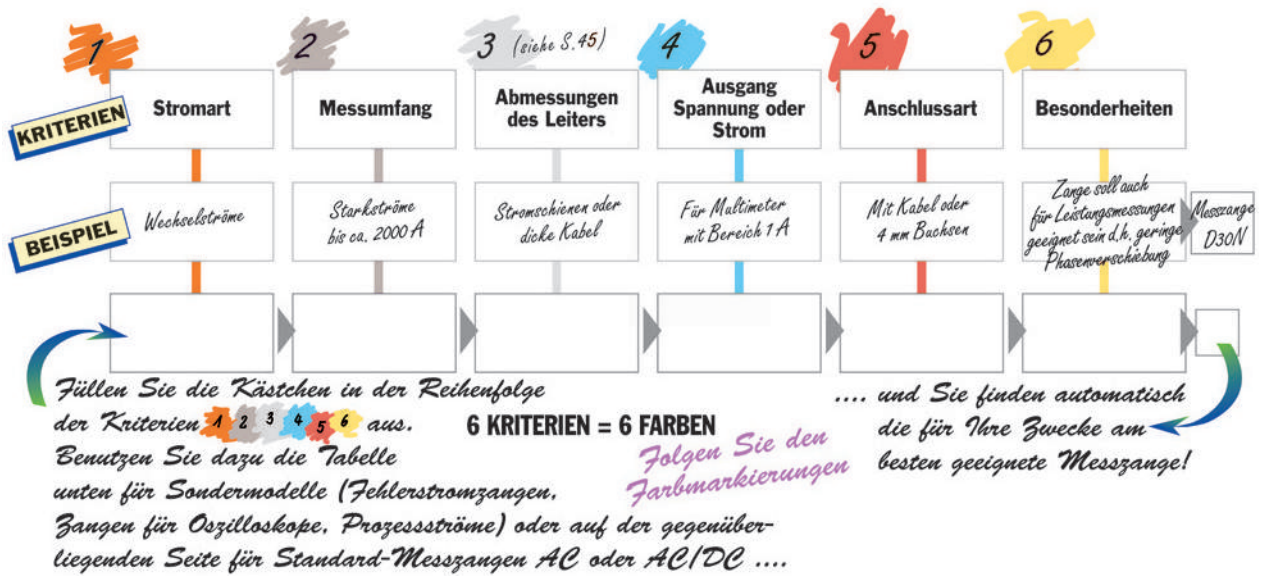 1
2
3 (siehe S.45)
4
5
6
KRITERIEN
Stromart
Messumfang
Abmessungen
des Leiters
Ausgang
Spannung oder
Strom
Anschlussart
Besonderheiten
BEISPIEL
Wechselströme
Starkströme
bis ca. 2000 A
Stromschienen oder
dicke Kabel
Für Multimeter
mit Bereich 1 A
Mit Kabel oder
4 mm Buchsen
Zange soll auch
für Leistungsmessungen
geeignet sein d.h. geringe
Phasenverschiebung
Messzange
D30N
Füllen Sie die Kästchen in der Reihenfolge
der Kriterien 1 2 3 4 5 6 aus.
Benutzen Sie dazu die Tabelle
unten für Sondermodelle (Fehlerstromzangen,
Zangen für Oszilloskope, Prozessströme) oder auf der gegenüber-
liegenden Seite für Standard-Messzangen AC oder AC/DC ....
6 KRITERIEN = 6 FARBEN
Folgen Sie den
Farbmarkierungen
.... und Sie finden automatisch
die für Ihre Zwecke am
besten geeignete Messzange!